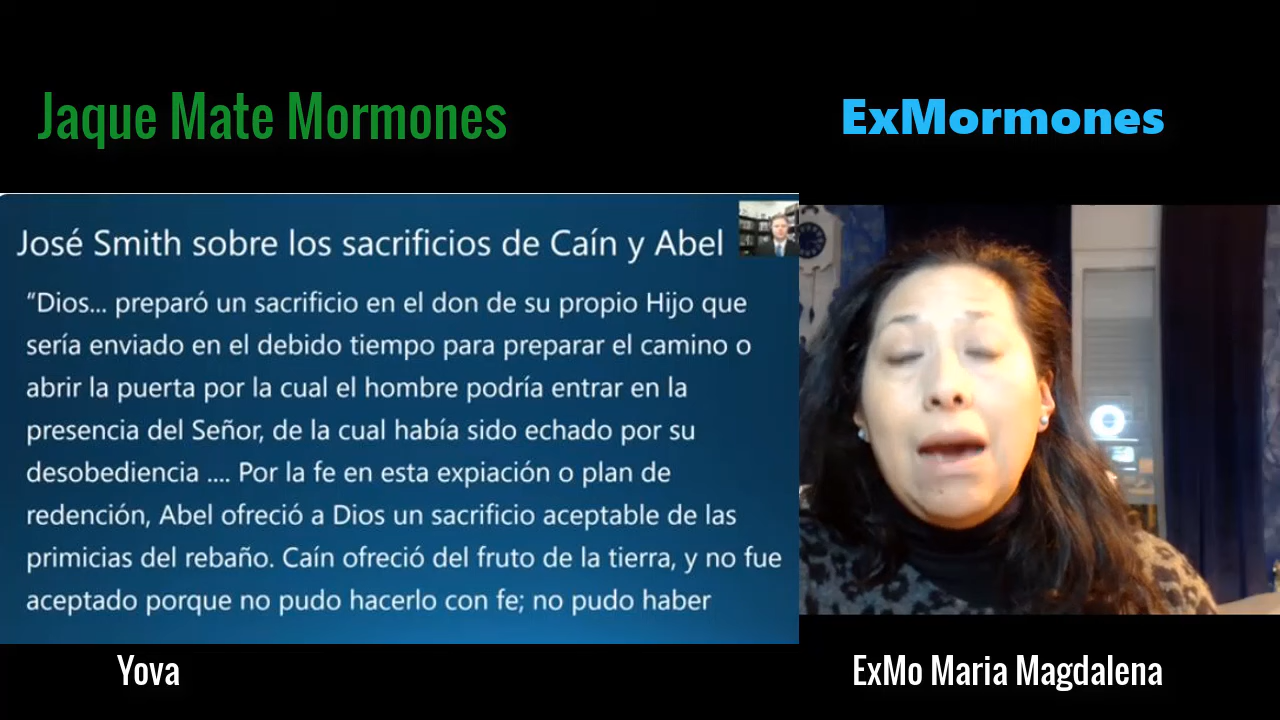 Jaque Mate Mormones
ExMormones
José Smith sobre los sacrificios de Caín y Abel
“Dios... preparó un sacrificio en el don de su propio Hijo que
sería enviado en el debido tiempo para preparar el camino o
abrir la puerta por la cual el hombre podría entrar en la
presencia del Señor, de la cual había sido echado por su
desobediencia .... Por la fe en esta expiación o plan de
redención, Abel ofreció a Dios un sacrificio aceptable de las
primicias del rebaño. Caín ofreció del fruto de la tierra, y no fue
aceptado porque no pudo hacerlo con fe; no pudo haber
Yova
ExMo Maria Magdalena